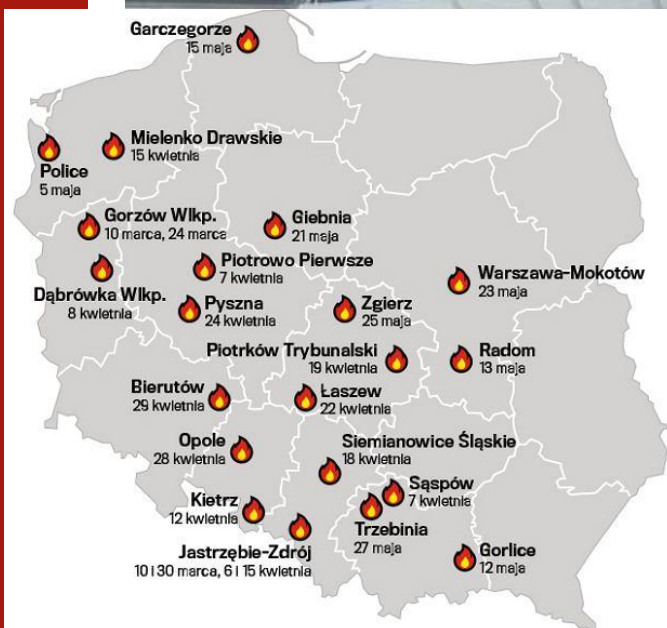 Garczegorze
15 maja
Mielenko Drawskie
15 kwietnia
Police
5 maja
Gorzów Wlkp.
10 marca, 24 marca
Giebnia
21 maja
Piotrowo Pierwsze
7 kwietnia
Warszawa-Mokotów
23 maja
Dąbrówka Wlkp.
8 kwietnia
Pyszna
24 kwietnia
Zgierz
25 maja
Piotrków Trybunalski
19 kwietnia
Radom
13 maja
Bierutów
29 kwietnia
Łaszew
22 kwietnia
Opole
28 kwietnia
Siemianowice Śląskie
18 kwietnia
Sąspów
7 kwietnia
Kietrz
12 kwietnia
Trzebinia
27 maja
Jastrzębie-Zdrój
10 i 30 marca, 6 i 15 kwietnia
Gorlice
12 maja